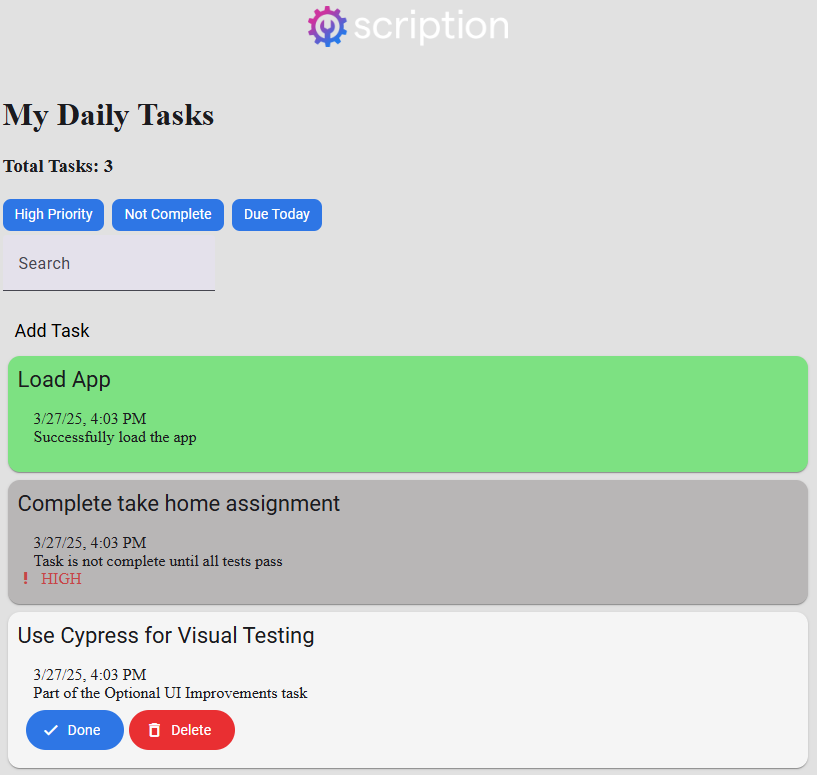 scription
My Daily Tasks
Total Tasks: 3
High Priority Not Complete Due Today
Search
Add Task
Load App
3/27/25, 4:03 PM
Successfully load the app
Complete take home assignment
3/27/25, 4:03 PM
Task is not complete until all tests pass
! HIGH
Use Cypress for Visual Testing
3/27/25, 4:03 PM
Part of the Optional UI Improvements task
Done Delete